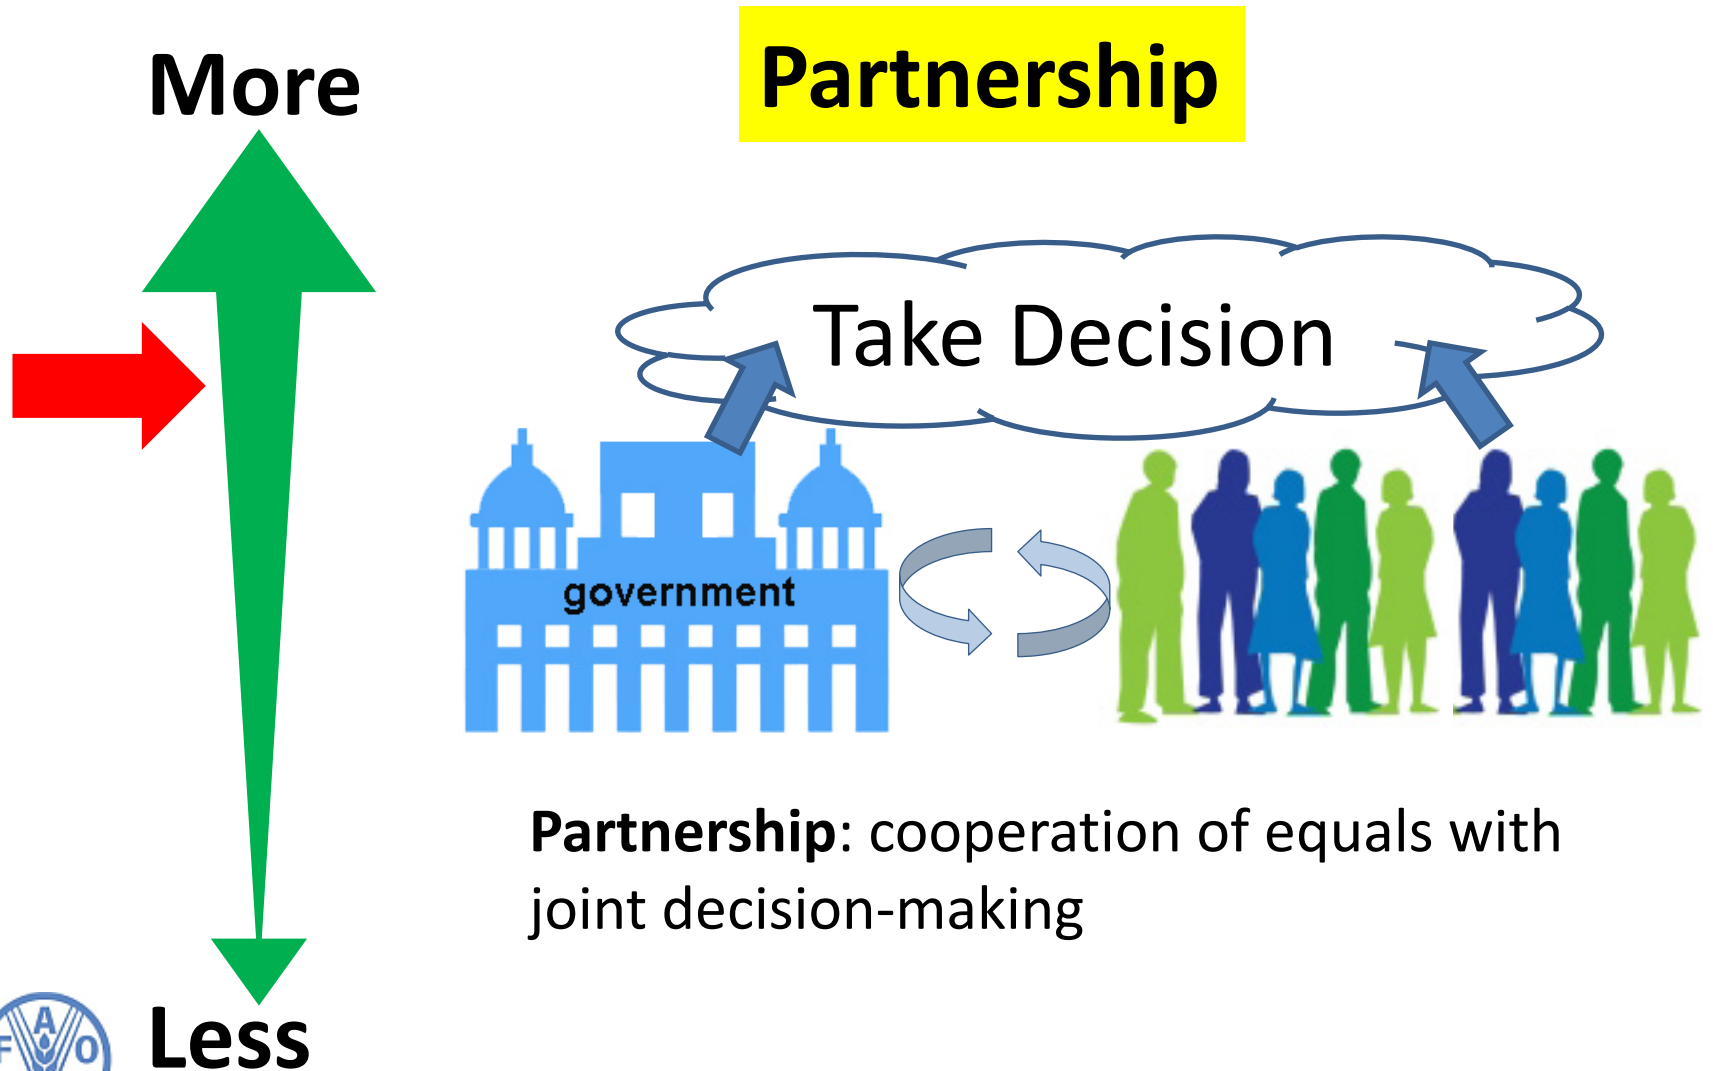 More
Partnership
Take Decision
government
Partnership: cooperation of equals with
joint decision-making
Less
F A O